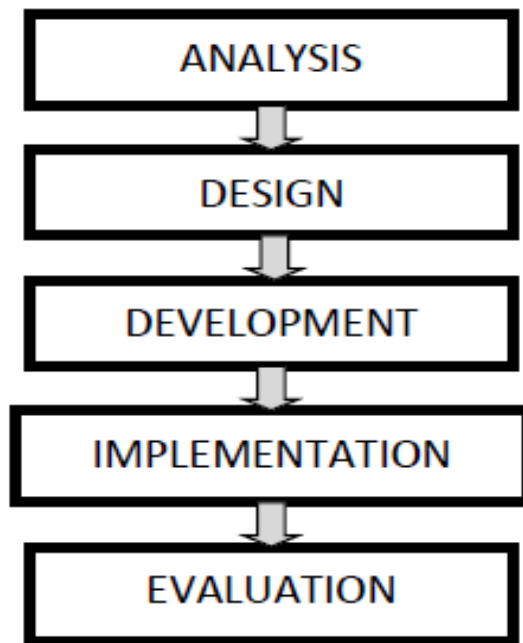 ANALYSIS
DESIGN
DEVELOPMENT
IMPLEMENTATION
EVALUATION